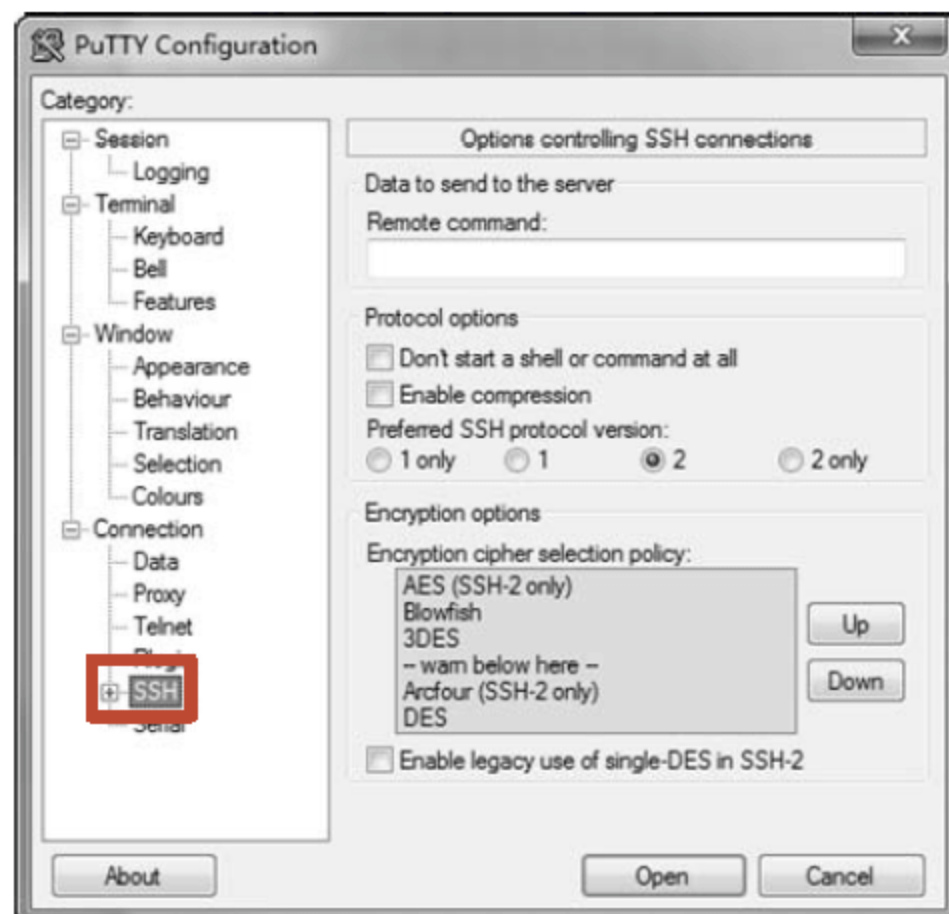 PuTTY Configuration
Category:
Session
Logging
Terminal
Keyboard
Bell
Features
Window
Appearance
Behaviour
Translation
Selection
Colours
Connection
Data
Proxy
Telnet
SSH
Serial
Options controlling SSH connections
Data to send to the server
Remote command:
Protocol options
Don't start a shell or command at all
Enable compression
Preferred SSH protocol version:
1 only 1 2 2 only
Encryption options
Encryption cipher selection policy:
AES (SSH-2 only)
Blowfish
3DES
-- warn below here --
Arcfour (SSH-2 only)
DES
Up
Down
Enable legacy use of single-DES in SSH-2
About
Open
Cancel